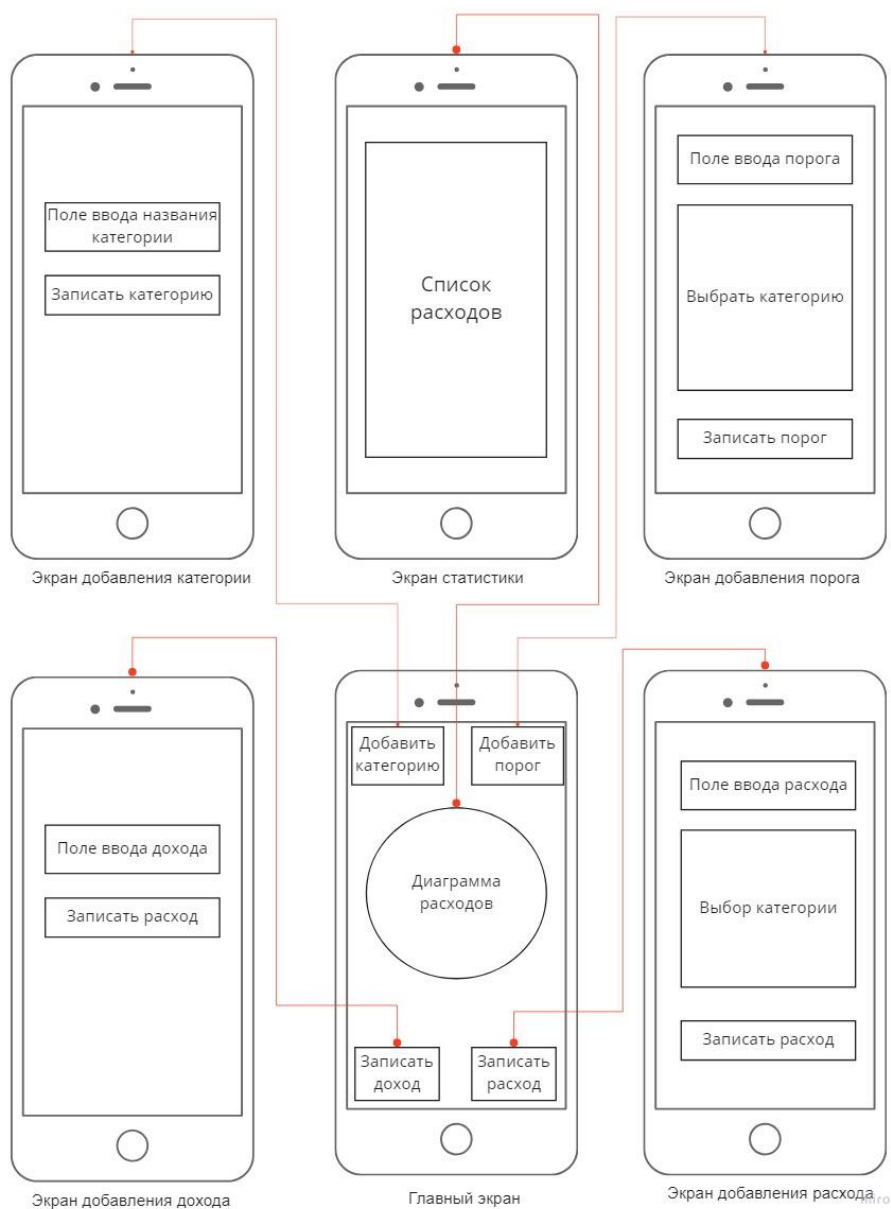 Поле ввода названия
категории
Записать категорию
Экран добавления категории
Список
расходов
Экран статистики
Поле ввода порога
Выбрать категорию
Записать порог
Экран добавления порога
Поле ввода дохода
Записать расход
Экран добавления дохода
Добавить
категорию
Добавить
порог
Диаграмма
расходов
Записать
доход
Записать
расход
Главный экран
Поле ввода расхода
Выбор категории
Записать расход
Экран добавления расхода
miro